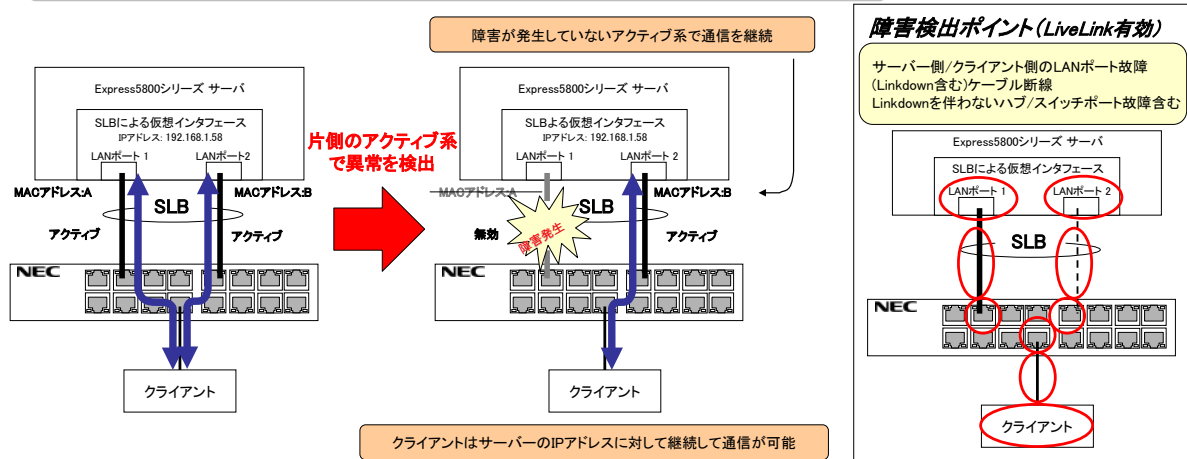 障害が発生していないアクティブ系で通信を継続
Express5800シリーズ サーバ
SLBによる仮想インタフェース
IPアドレス: 192.168.1.58
LANポート 1
LANポート2
MACアドレス:A
MACアドレス:B
SLB
アクティブ
アクティブ
NEC
クライアント
片側のアクティブ系
で異常を検出
Express5800シリーズ サーバ
SLBよる仮想インタフェース
IPアドレス: 192.168.1.58
LANポート 1
LANポート 2
MACアドレス:A
MACアドレス:B
SLB
無効
障害発生
アクティブ
NEC
クライアント
クライアントはサーバーのIPアドレスに対して継続して通信が可能
障害検出ポイント(LiveLink有効)
サーバー側/クライアント側のLANポート故障
(Linkdown含む)ケーブル断線
Linkdownを伴わないハブ/スイッチポート故障含む
Express5800シリーズ サーバ
SLBによる仮想インタフェース
LANポート 1
LANポート 2
SLB
NEC
クライアント